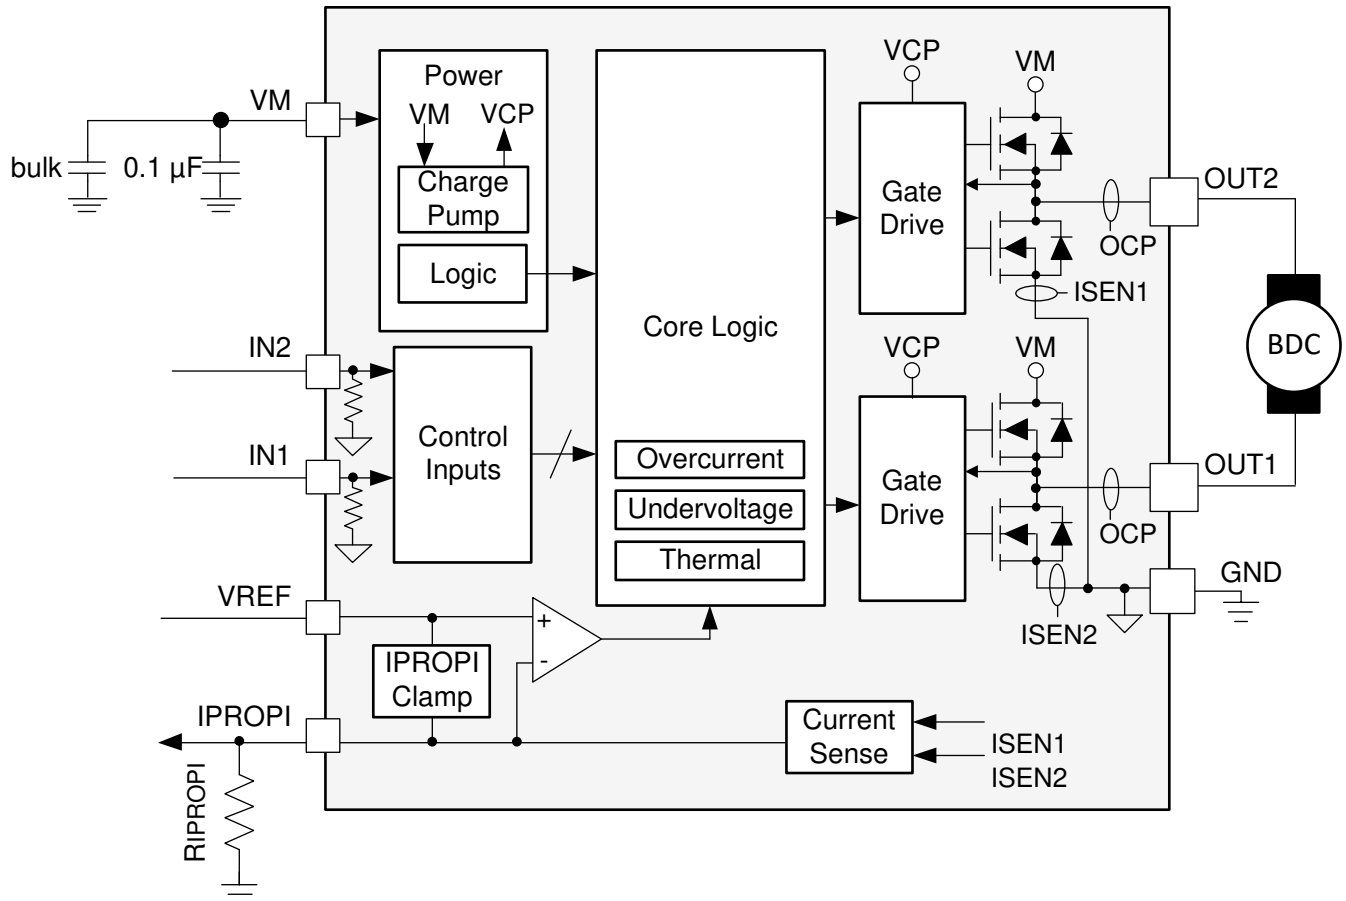 VM
bulk
0.1 µF
Power
VM
VCP
Charge
Pump
Logic
IN2
IN1
Control
Inputs
Core Logic
Overcurrent
Undervoltage
Thermal
VREF
IPROPI
Clamp
+
-
IPROPI
RIPROPI
VCP
VM
Gate
Drive
OCP
ISEN1
OUT2
BDC
VCP
VM
Gate
Drive
OCP
ISEN2
OUT1
GND
Current
Sense
ISEN1
ISEN2